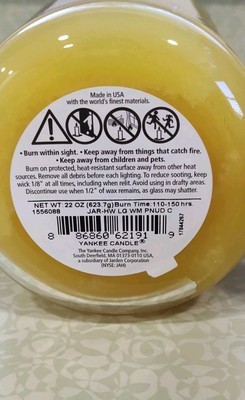 Made in USA
with the world's finest materials.
• Burn within sight. • Keep away from things that catch fire.
• Keep away from children and pets.
Burn on protected, heat-resistant surface away from other heat
sources. Remove all debris before each lighting. To reduce sooting, keep
wick 1/8" at all times, including when relit. Avoid using in drafty areas.
Discontinue use when 1/2" of wax remains, as glass may shatter.
NET WT: 22 OZ (623.7g)Burn Time:110-150 hrs.
1556088 JAR-HW LG WM PNUD C
8 86860 62191 9
17944267
YANKEE CANDLE®
The Yankee Candle Company, Inc.
South Deerfield, MA 01373-0110 USA
a subsidiary of Jarden Corporation
(NYSE: JAH)